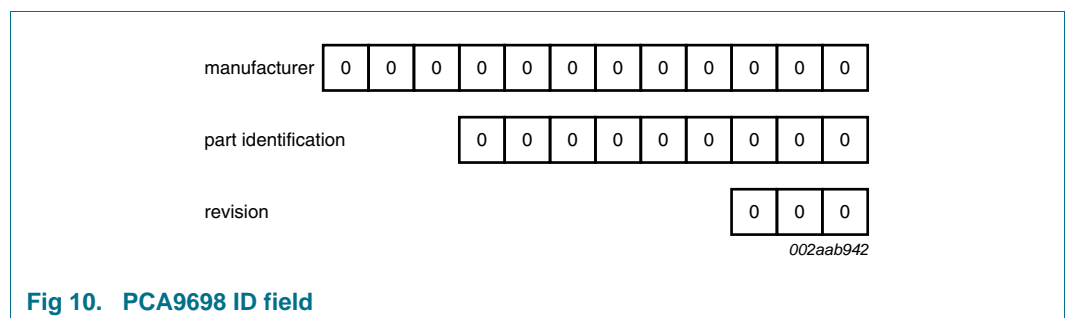 manufacturer 0 0 0 0 0 0 0 0 0 0 0 0
part identification 0 0 0 0 0 0 0 0 0
revision 0 0 0
002aab942
Fig 10. PCA9698 ID field